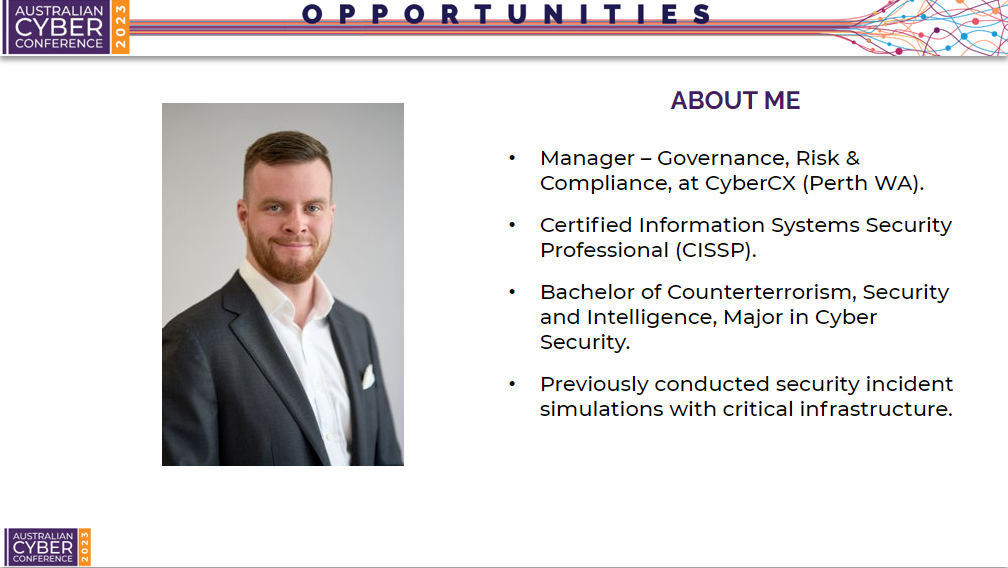 AUSTRALIAN
CYBER
CONFERENCE
2023
OPPORTUNITIES
ABOUT ME
• Manager – Governance, Risk &
Compliance, at CyberCX (Perth WA).
• Certified Information Systems Security
Professional (CISSP).
• Bachelor of Counterterrorism, Security
and Intelligence, Major in Cyber
Security.
• Previously conducted security incident
simulations with critical infrastructure.
AUSTRALIAN
CYBER
CONFERENCE
2023